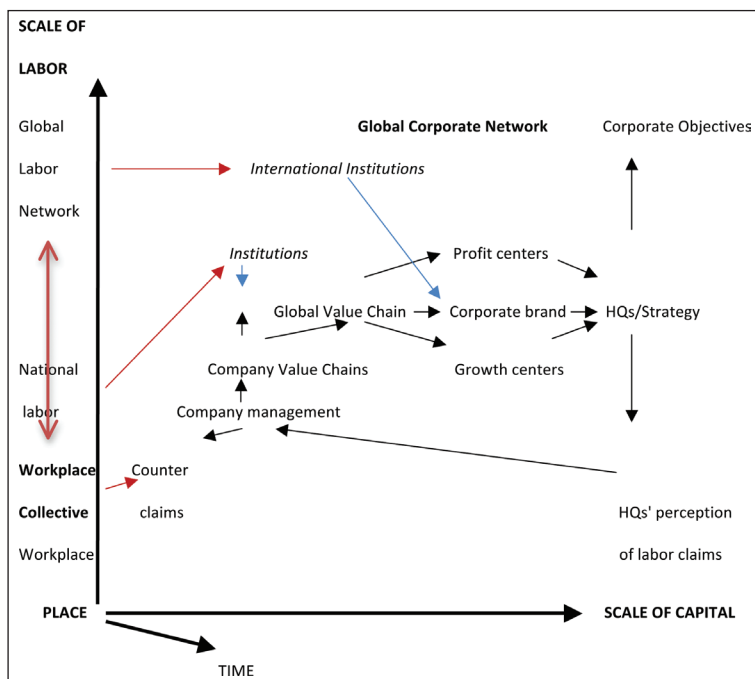 SCALE OF
LABOR
Global Global Corporate Network Corporate Objectives
Labor International Institutions
Network
Institutions Profit centers
Global Value Chain Corporate brand HQs/Strategy
National Company Value Chains Growth centers
labor Company management
Workplace Counter
Collective claims HQs' perception
Workplace of labor claims
PLACE SCALE OF CAPITAL
TIME